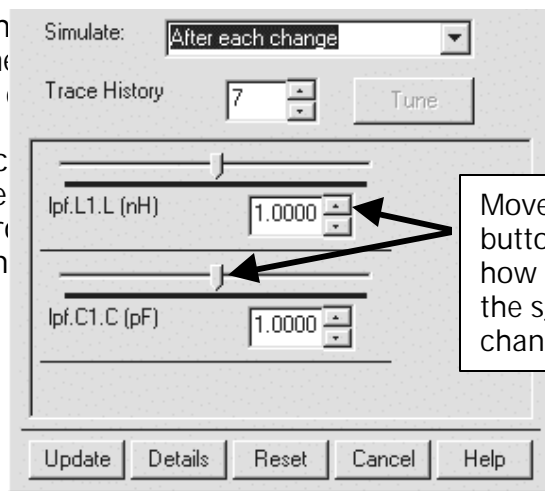 Simulate: After each change
Trace History 7 Tune
lpf.L1.L (nH) 1.0000
lpf.C1.C (pF) 1.0000
Move
butto
how
the s
chan
Update Details Reset Cancel Help